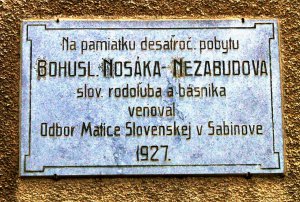 Na pamiatku desaťroč. pobytu
BOHUSL. NOSÁKA-NEZABUDOVA
slov. rodoľuba a básnika
venoval
Odbor Matice Slovenskej v Sabinove
1927.